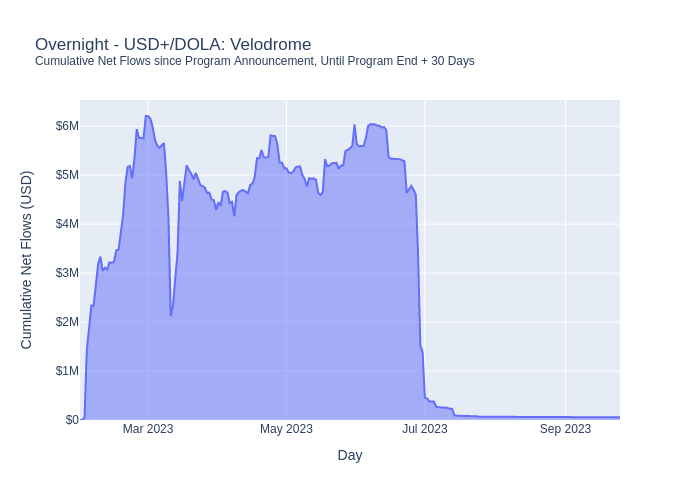 Overnight - USD+/DOLA: Velodrome
Cumulative Net Flows since Program Announcement, Until Program End + 30 Days
Cumulative Net Flows (USD)
$6M
$5M
$4M
$3M
$2M
$1M
$0
Mar 2023 May 2023 Jul 2023 Sep 2023
Day